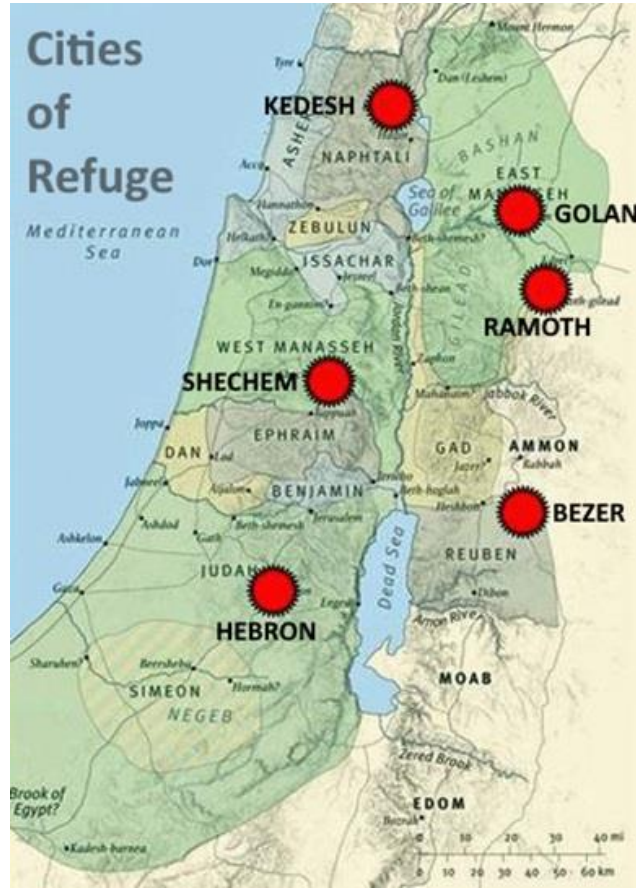 Cities
of
Refuge
Mount Hermon
Tyre
Dan (Leshem)
KEDESH
ASHER
NAPHTALI
BASHAN
Acco
EAST
MANASSEH
Sea of
Galilee
GOLAN
Hannathon
ZEBULUN
Mediterranean
Sea
Helkath
Beth-shemesh?
Dor
ISSACHAR
Megiddo
Jezreel
Beth-shean
En-gannim?
GILEAD
RAMOTH
Jordan River
WEST MANASSEH
Zaphon
SHECHEM
Mahanaim?
Jabbok River
Tappuah
Joppa
EPHRAIM
DAN
Lod
GAD
AMMON
Jazer?
Rabbah
Jabneel
Aijalon
BENJAMIN
Jericho
Beth-hoglah
Heshbon
BEZER
Ashdod
Beth-shemesh
Jerusalem
Gath
Ashkelon
REUBEN
JUDAH
Dead Sea
Gaza
Dibon
HEBRON
Arnon River
Sharuhen?
Beersheba
MOAB
SIMEON
Hormah?
NEGEB
Zered Brook
Brook of
Egypt?
EDOM
Bozrah
Kadesh-barnea
0 10 20 30 40 mi
0 10 20 30 40 50 60 km